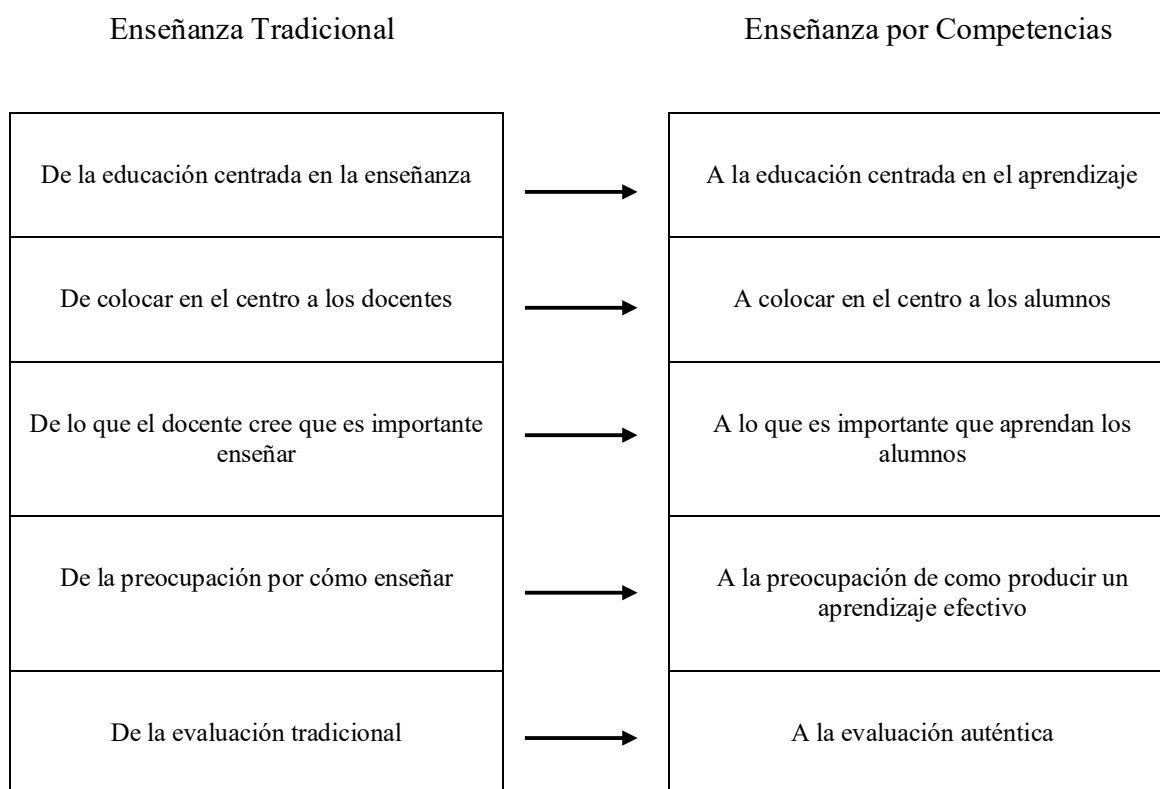 Enseñanza Tradicional
Enseñanza por Competencias
De la educación centrada en la enseñanza
A la educación centrada en el aprendizaje
De colocar en el centro a los docentes
A colocar en el centro a los alumnos
De lo que el docente cree que es importante
enseñar
A lo que es importante que aprendan los
alumnos
De la preocupación por cómo enseñar
A la preocupación de como producir un
aprendizaje efectivo
De la evaluación tradicional
A la evaluación auténtica